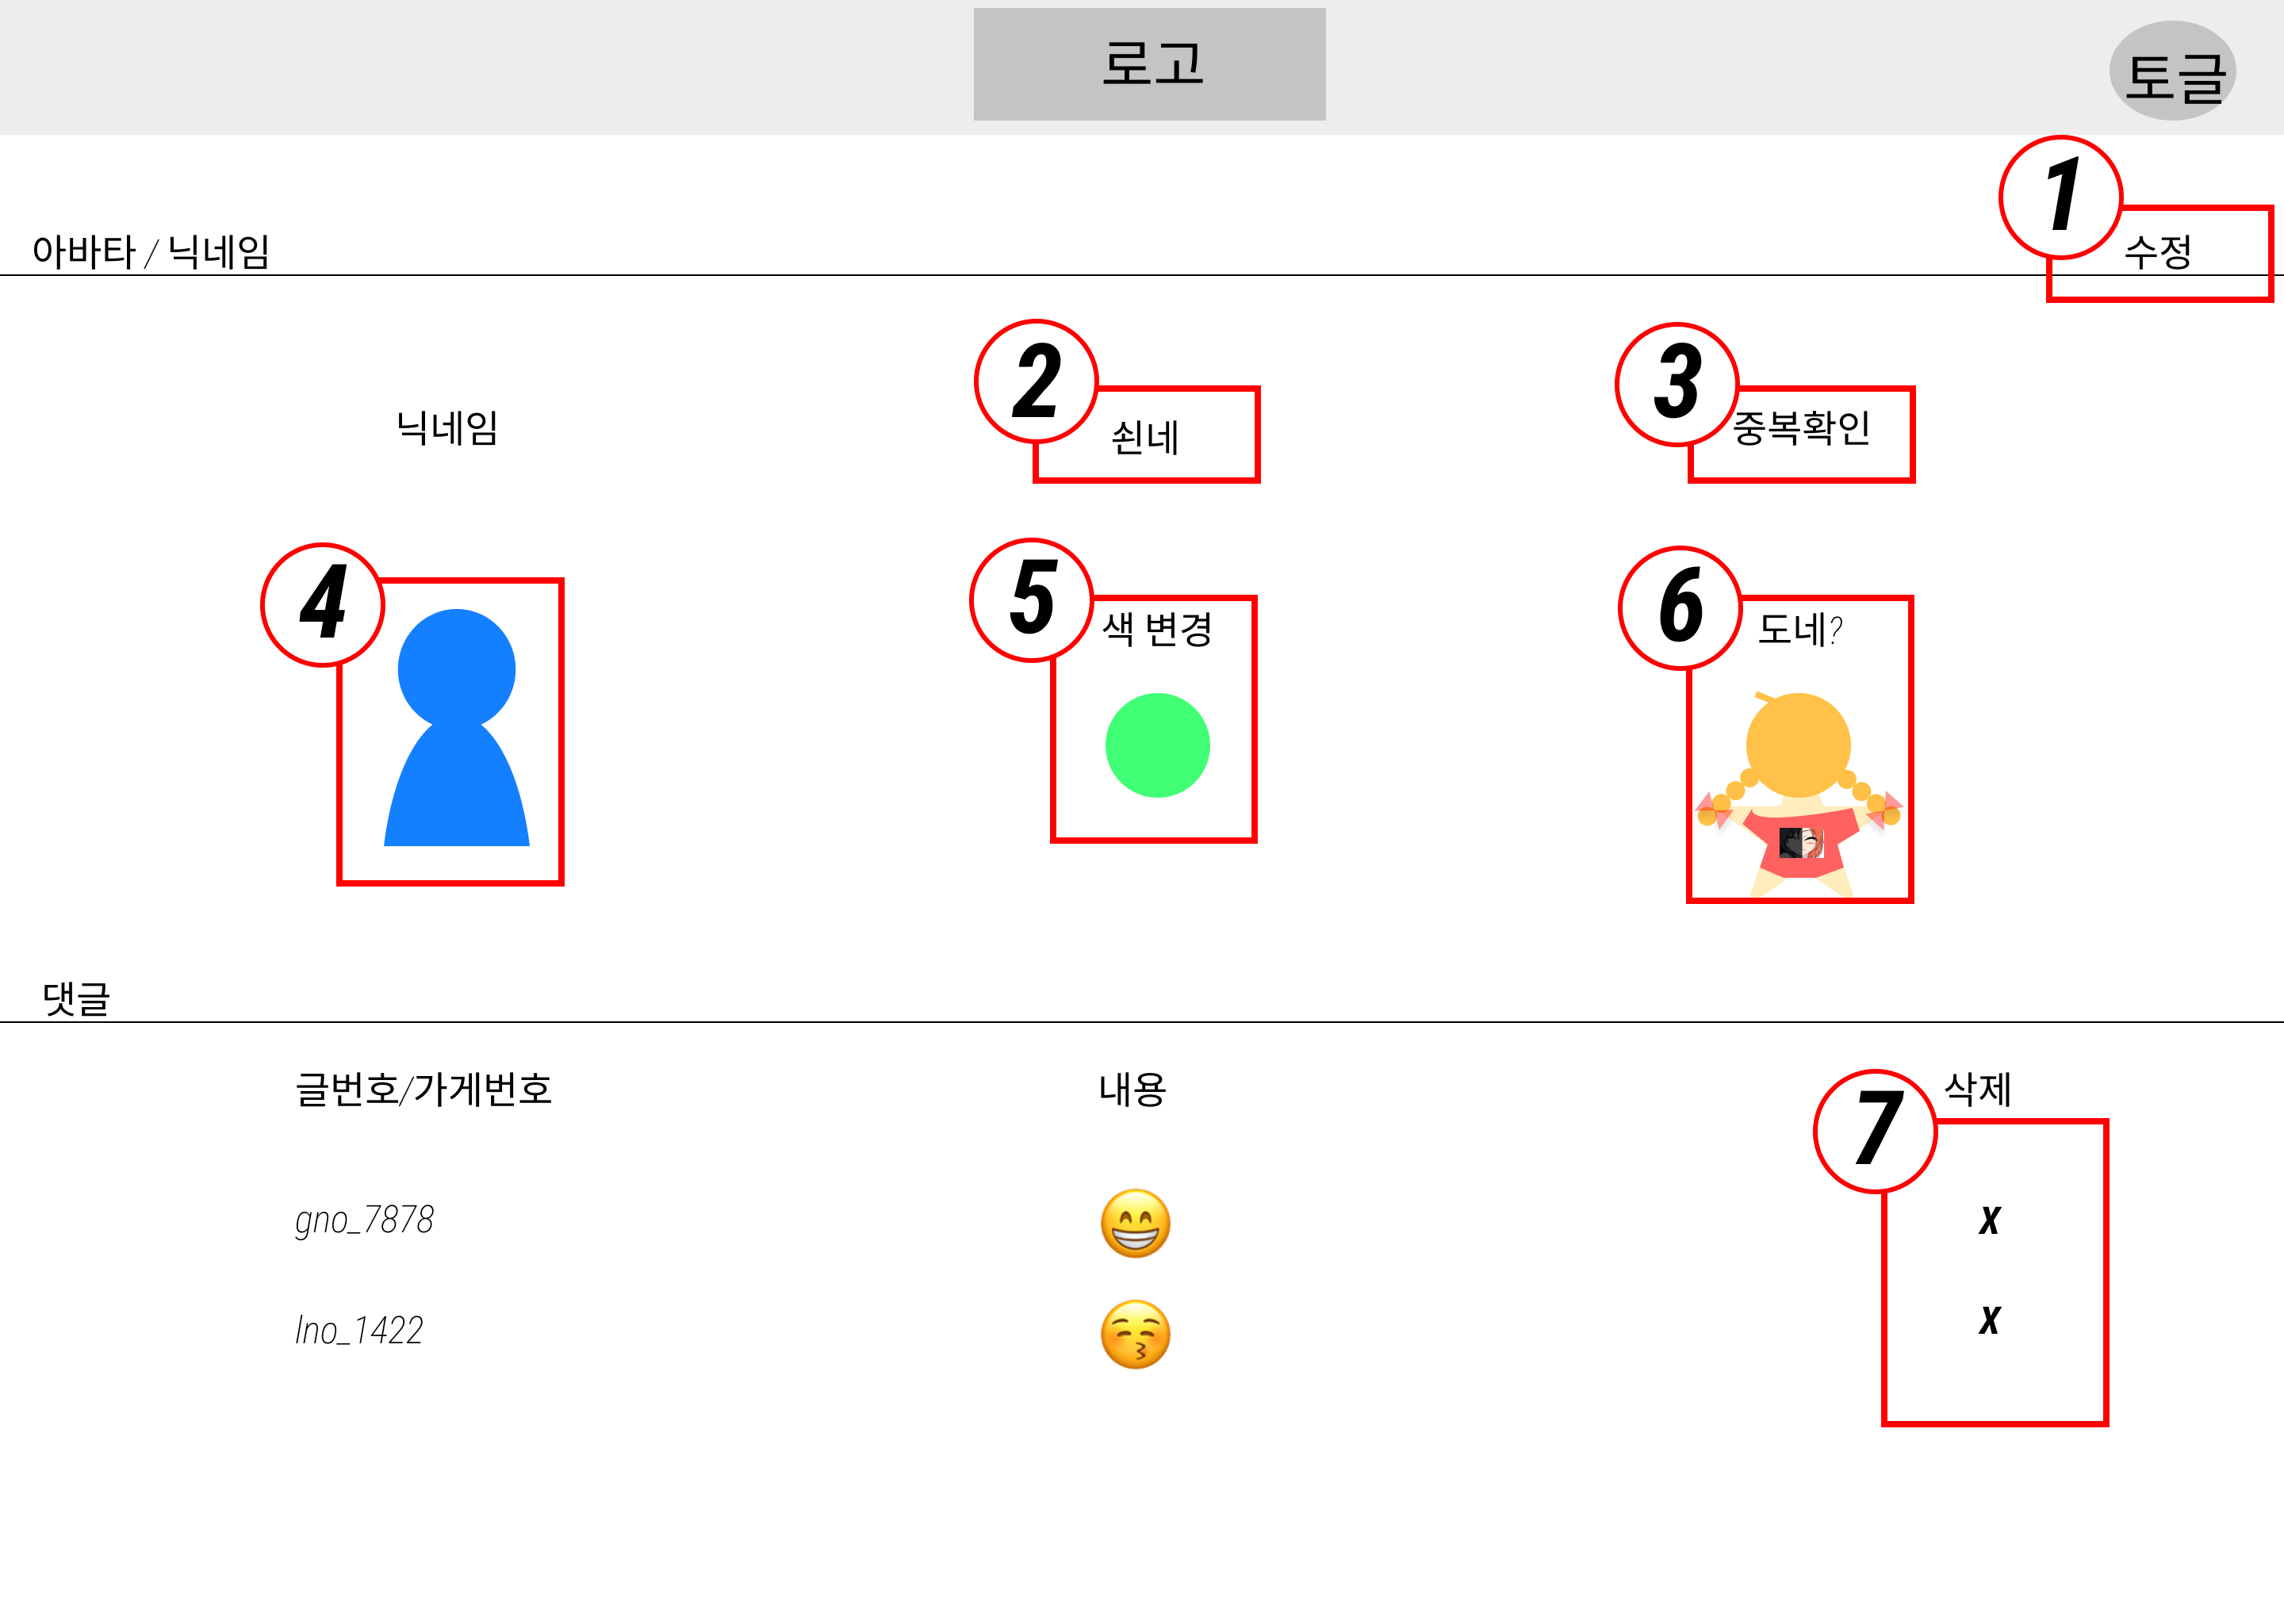 로고
토글
1
아바타 / 닉네임
수정
2
3
닉네임
쇤네
중복확인
4
5
6
색 변경
도네?
댓글
글번호/가게번호
내용
삭제
7
gno_7878
x
lno_1422
x